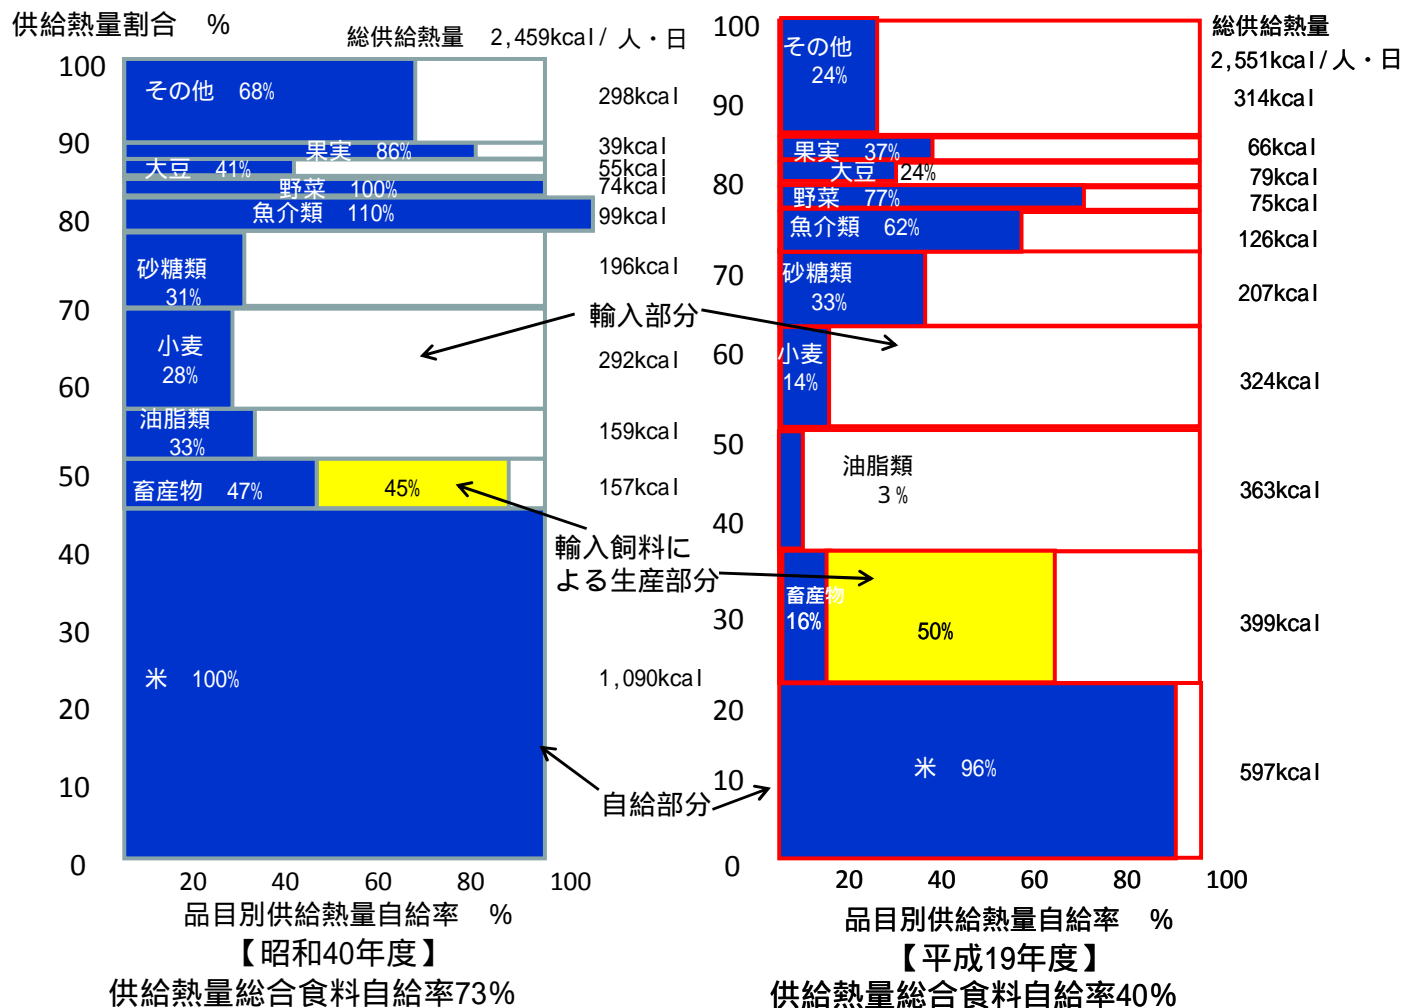 供給熱量割合　%
総供給熱量　2,459kcal/人・日
100
90
80
70
60
50
40
30
20
10
0
その他　68%
果実　86%
大豆　41%
野菜　100%
魚介類　110%
砂糖類
31%
小麦
28%
油脂類
33%
畜産物　47%
45%
米　100%
298kcal
39kcal
55kcal
74kcal
99kcal
196kcal
292kcal
159kcal
157kcal
1,090kcal
20　40　60　80　100
品目別供給熱量自給率　%
【昭和40年度】
供給熱量総合食料自給率73%
輸入部分
輸入飼料に
よる生産部分
自給部分
総供給熱量
2,551kcal/人・日
100
90
80
70
60
50
40
30
20
10
0
その他
24%
果実　37%
大豆　24%
野菜　77%
魚介類　62%
砂糖類
33%
小麦
14%
油脂類
3%
畜産物
16%
50%
米　96%
314kcal
66kcal
79kcal
75kcal
126kcal
207kcal
324kcal
363kcal
399kcal
597kcal
20　40　60　80　100
品目別供給熱量自給率　%
【平成19年度】
供給熱量総合食料自給率40%